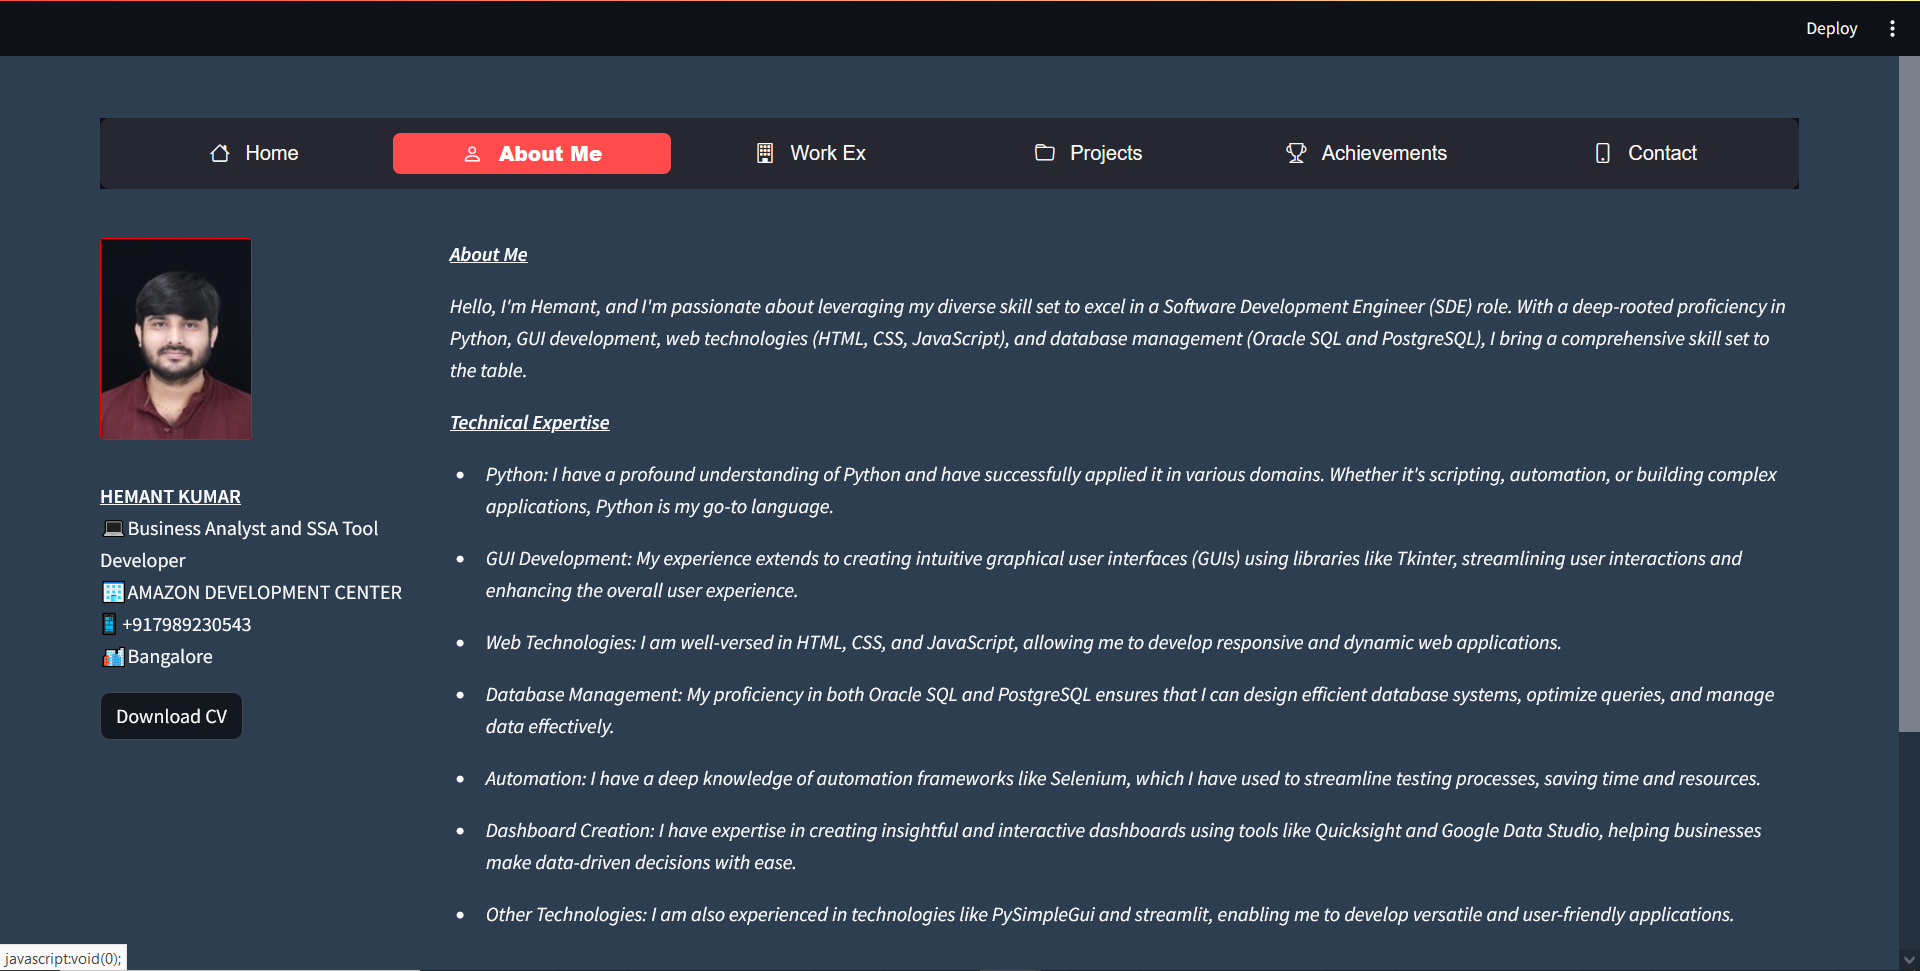 Deploy
Home About Me Work Ex Projects Achievements Contact
HEMANT KUMAR
Business Analyst and SSA Tool
Developer
AMAZON DEVELOPMENT CENTER
+917989230543
Bangalore
Download CV
About Me
Hello, I'm Hemant, and I'm passionate about leveraging my diverse skill set to excel in a Software Development Engineer (SDE) role. With a deep-rooted proficiency in
Python, GUI development, web technologies (HTML, CSS, JavaScript), and database management (Oracle SQL and PostgreSQL), I bring a comprehensive skill set to
the table.
Technical Expertise
• Python: I have a profound understanding of Python and have successfully applied it in various domains. Whether it's scripting, automation, or building complex
applications, Python is my go-to language.
• GUI Development: My experience extends to creating intuitive graphical user interfaces (GUIs) using libraries like Tkinter, streamlining user interactions and
enhancing the overall user experience.
• Web Technologies: I am well-versed in HTML, CSS, and JavaScript, allowing me to develop responsive and dynamic web applications.
• Database Management: My proficiency in both Oracle SQL and PostgreSQL ensures that I can design efficient database systems, optimize queries, and manage
data effectively.
• Automation: I have a deep knowledge of automation frameworks like Selenium, which I have used to streamline testing processes, saving time and resources.
• Dashboard Creation: I have expertise in creating insightful and interactive dashboards using tools like Quicksight and Google Data Studio, helping businesses
make data-driven decisions with ease.
• Other Technologies: I am also experienced in technologies like PySimpleGui and streamlit, enabling me to develop versatile and user-friendly applications.
javascript:void(0);